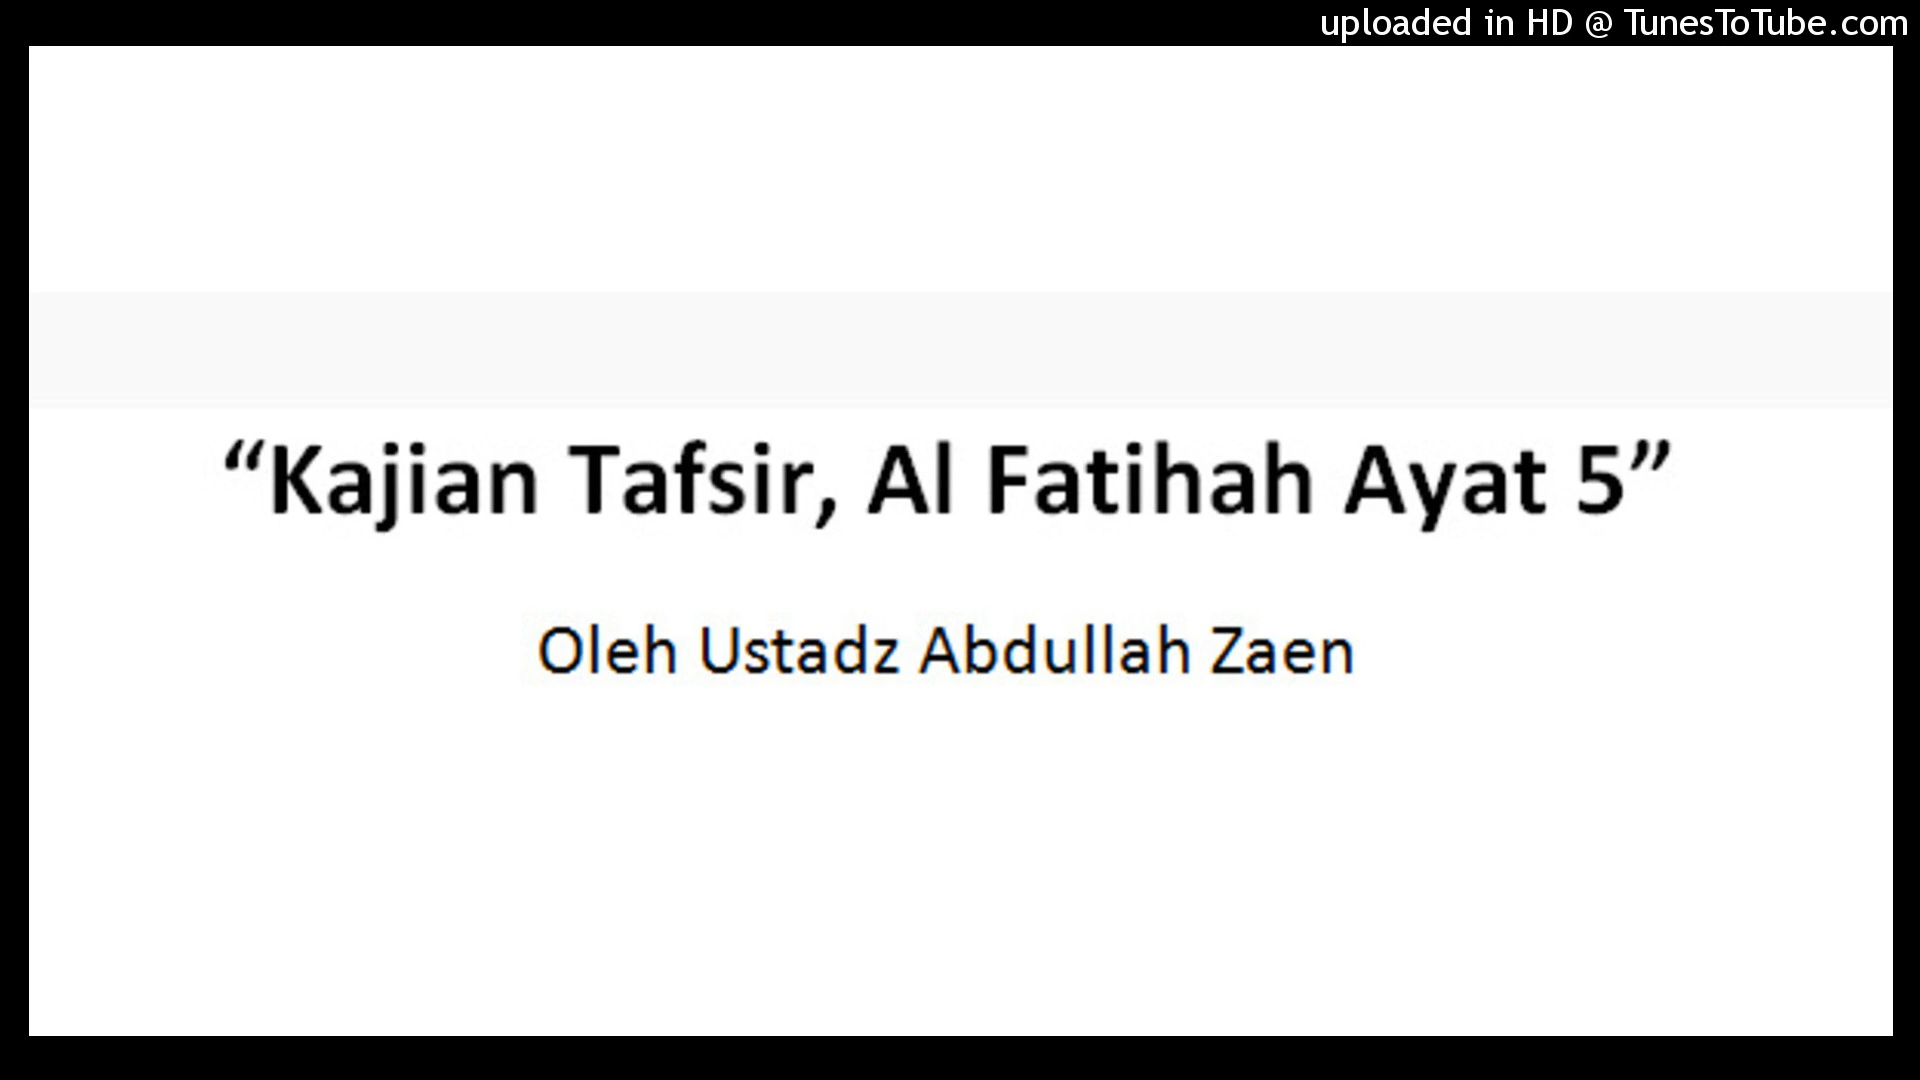 uploaded in HD @ TunesToTube.com
“Kajian Tafsir, Al Fatihah Ayat 5”
Oleh Ustadz Abdullah Zaen